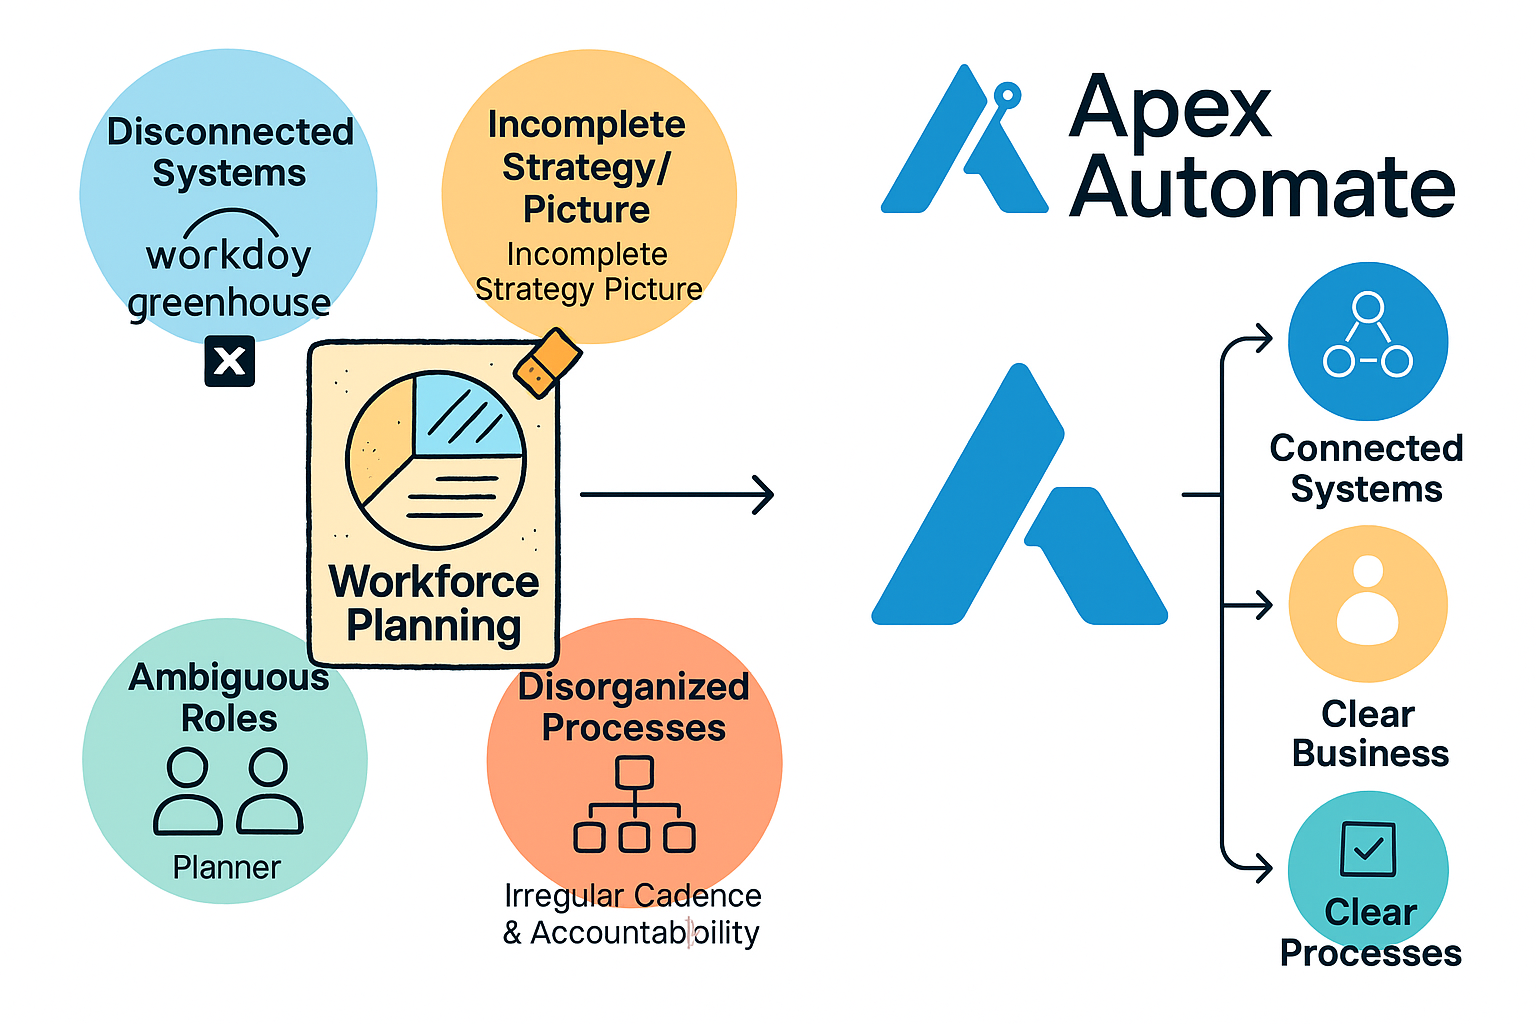 Disconnected
Systems
workdoy
greenhouse
X
Incomplete
Strategy/
Picture
Incomplete
Strategy Picture
Workforce
Planning
Ambiguous
Roles
Planner
Disorganized
Processes
Irregular Cadence
& Accountabbility
Apex
Automate
Connected
Systems
Clear
Business
Clear
Processes